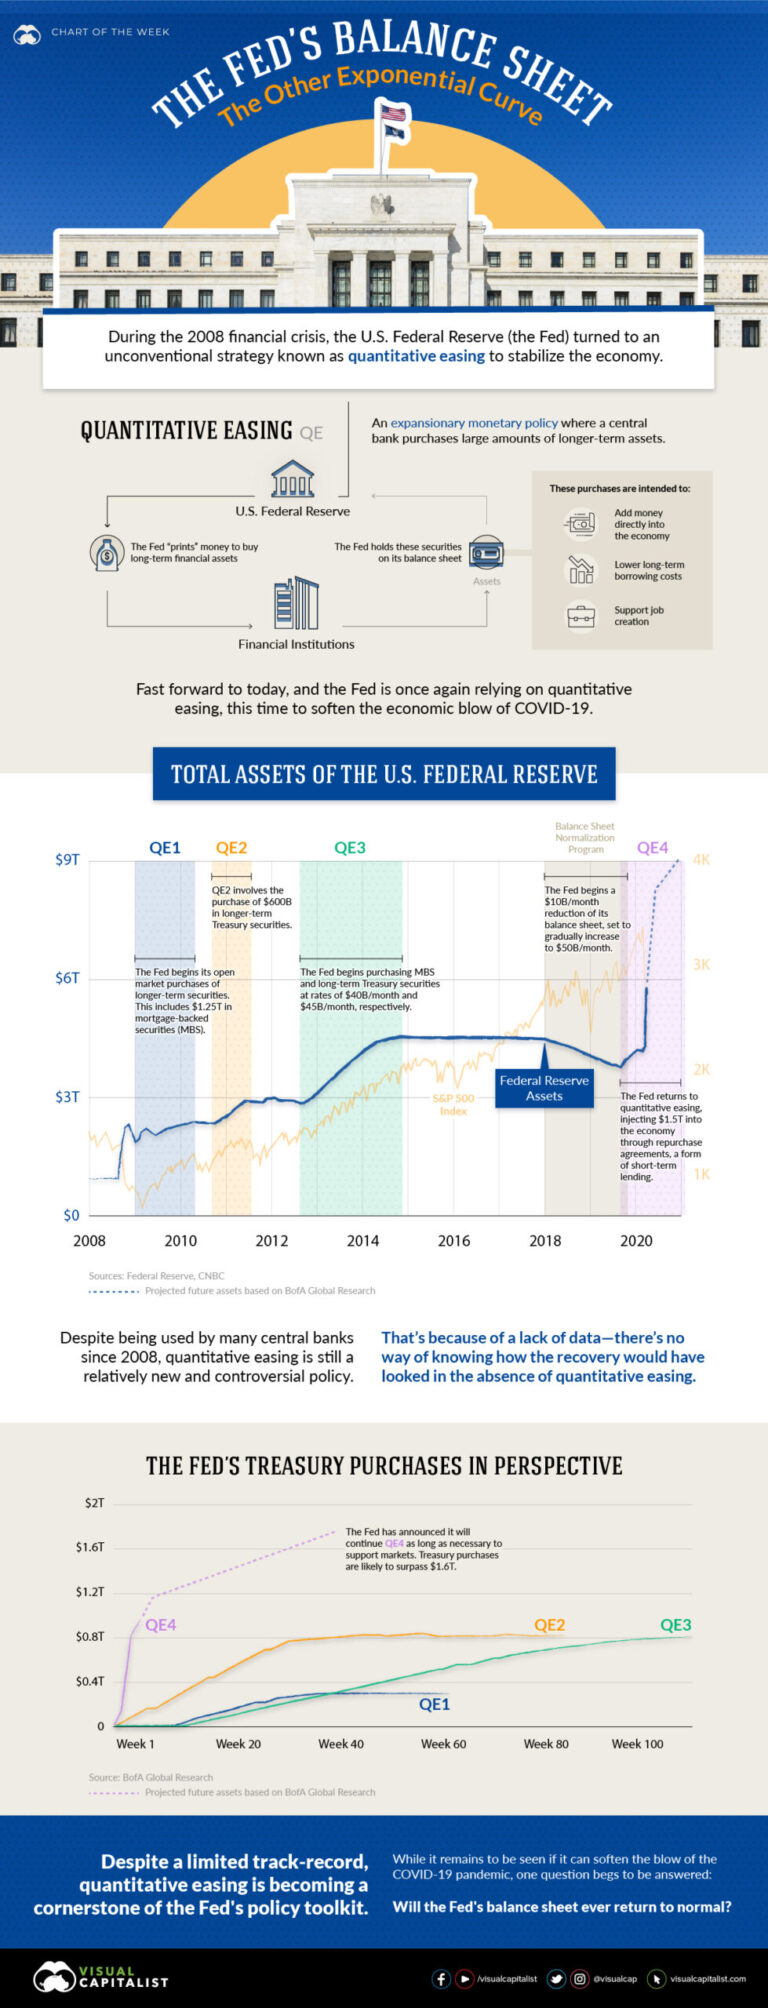 CHART OF THE WEEK
THE FED'S BALANCE SHEET
The Other Exponential Curve
During the 2008 financial crisis, the U.S. Federal Reserve (the Fed) turned to an
unconventional strategy known as quantitative easing to stabilize the economy.
QUANTITATIVE EASING QE
An expansionary monetary policy where a central
bank purchases large amounts of longer-term assets.
U.S. Federal Reserve
The Fed "prints" money to buy
long-term financial assets
The Fed holds these securities
on its balance sheet
Assets
Financial Institutions
These purchases are intended to:
Add money
directly into
the economy
Lower long-term
borrowing costs
Support job
creation
Fast forward to today, and the Fed is once again relying on quantitative
easing, this time to soften the economic blow of COVID-19.
TOTAL ASSETS OF THE U.S. FEDERAL RESERVE
QE1
QE2
QE3
Balance Sheet
Normalization
Program
QE4
$9T
$6T
$3T
$0
4K
3K
2K
1K
The Fed begins its open
market purchases of
longer-term securities.
This includes $1.25T in
mortgage-backed
securities (MBS).
QE2 involves the
purchase of $600B
in longer-term
Treasury securities.
The Fed begins purchasing MBS
and long-term Treasury securities
at rates of $40B/month and
$45B/month, respectively.
The Fed begins a
$10B/month
reduction of its
balance sheet, set to
gradually increase
to $50B/month.
S&P 500
Index
Federal Reserve
Assets
The Fed returns to
quantitative easing,
injecting $1.5T into
the economy
through repurchase
agreements, a form
of short-term
lending.
2008 2010 2012 2014 2016 2018 2020
Sources: Federal Reserve, CNBC
Projected future assets based on BofA Global Research
Despite being used by many central banks
since 2008, quantitative easing is still a
relatively new and controversial policy.
That's because of a lack of data—there's no
way of knowing how the recovery would have
looked in the absence of quantitative easing.
THE FED'S TREASURY PURCHASES IN PERSPECTIVE
$2T
$1.6T
$1.2T
$0.8T
$0.4T
0
The Fed has announced it will
continue QE4 as long as necessary to
support markets. Treasury purchases
are likely to surpass $1.6T.
QE4
QE2
QE3
QE1
Week 1 Week 20 Week 40 Week 60 Week 80 Week 100
Source: BofA Global Research
Projected future assets based on BofA Global Research
Despite a limited track-record,
quantitative easing is becoming a
cornerstone of the Fed's policy toolkit.
While it remains to be seen if it can soften the blow of the
COVID-19 pandemic, one question begs to be answered:
Will the Fed's balance sheet ever return to normal?
VISUAL
CAPITALIST
/visualcapitalist @visualcap visualcapitalist.com